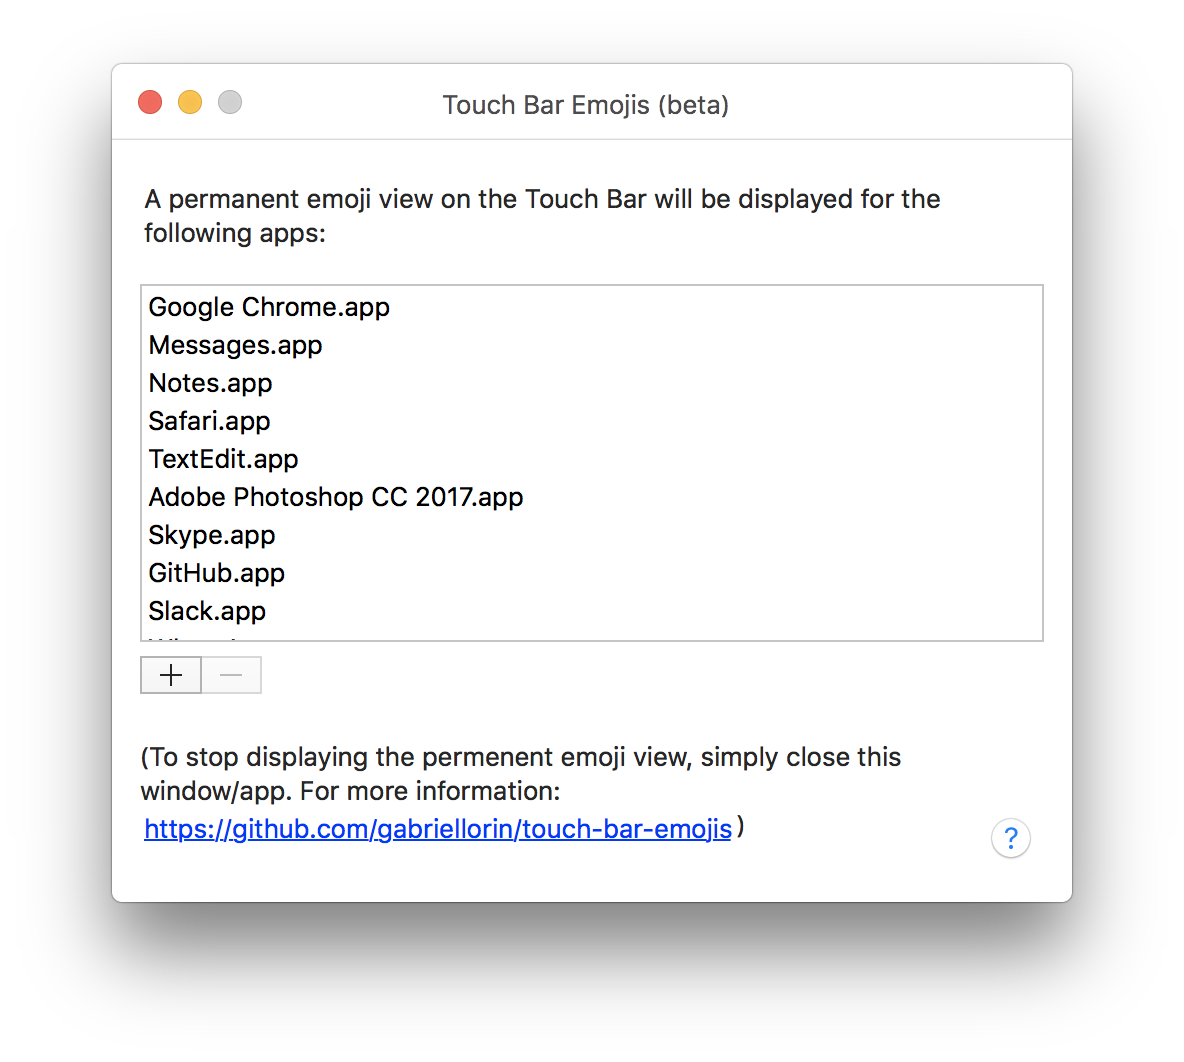 Touch Bar Emojis (beta)
A permanent emoji view on the Touch Bar will be displayed for the
following apps:
Google Chrome.app
Messages.app
Notes.app
Safari.app
TextEdit.app
Adobe Photoshop CC 2017.app
Skype.app
GitHub.app
Slack.app
(To stop displaying the permenent emoji view, simply close this
window/app. For more information:
https://github.com/gabriellorin/touch-bar-emojis)
?